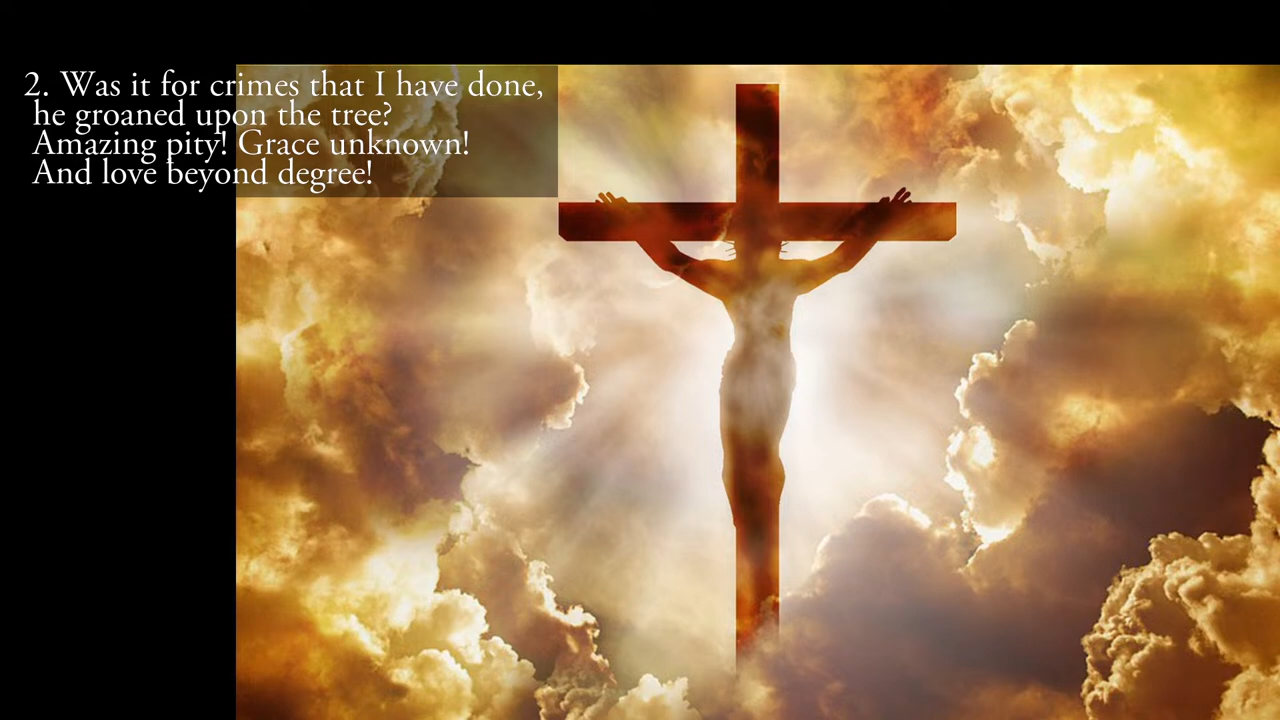 2. Was it for crimes that I have done,
he groaned upon the tree?
Amazing pity! Grace unknown!
And love beyond degree!